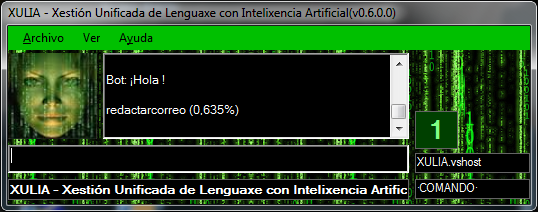 XULIA - Xestión Unificada de Lenguaxe con Intelixencia Artificial(v0.6.0.0)
Archivo Ver Ayuda
Bot: ¡Hola !
redactarcorreo (0,635%)
1
XULIA.vshost
XULIA - Xestión Unificada de Lenguaxe con Intelixencia Artific
·COMANDO·